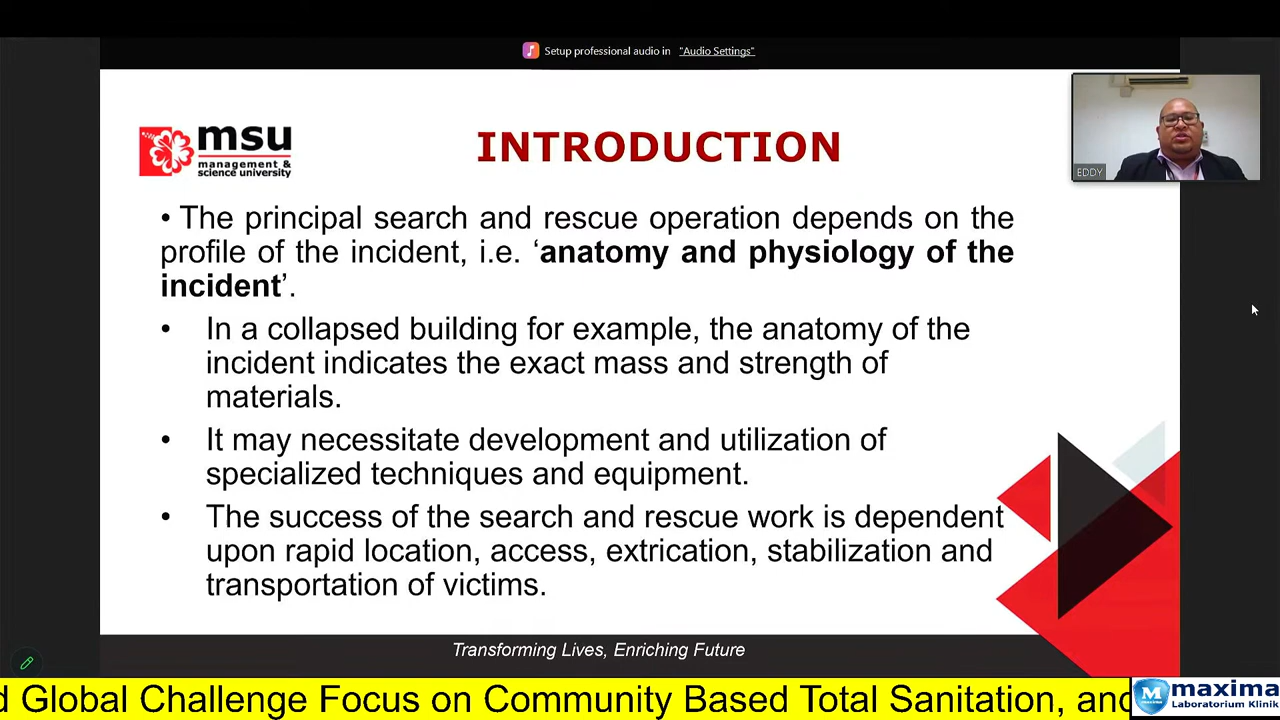 Setup professional audio in "Audio Settings"
msu
management &
science university
INTRODUCTION
EDDY
• The principal search and rescue operation depends on the
profile of the incident, i.e. ‘anatomy and physiology of the
incident’.
• In a collapsed building for example, the anatomy of the
incident indicates the exact mass and strength of
materials.
• It may necessitate development and utilization of
specialized techniques and equipment.
• The success of the search and rescue work is dependent
upon rapid location, access, extrication, stabilization and
transportation of victims.
Transforming Lives, Enriching Future
d Global Challenge Focus on Community Based Total Sanitation, and
maxima
Laboratorium Klinik